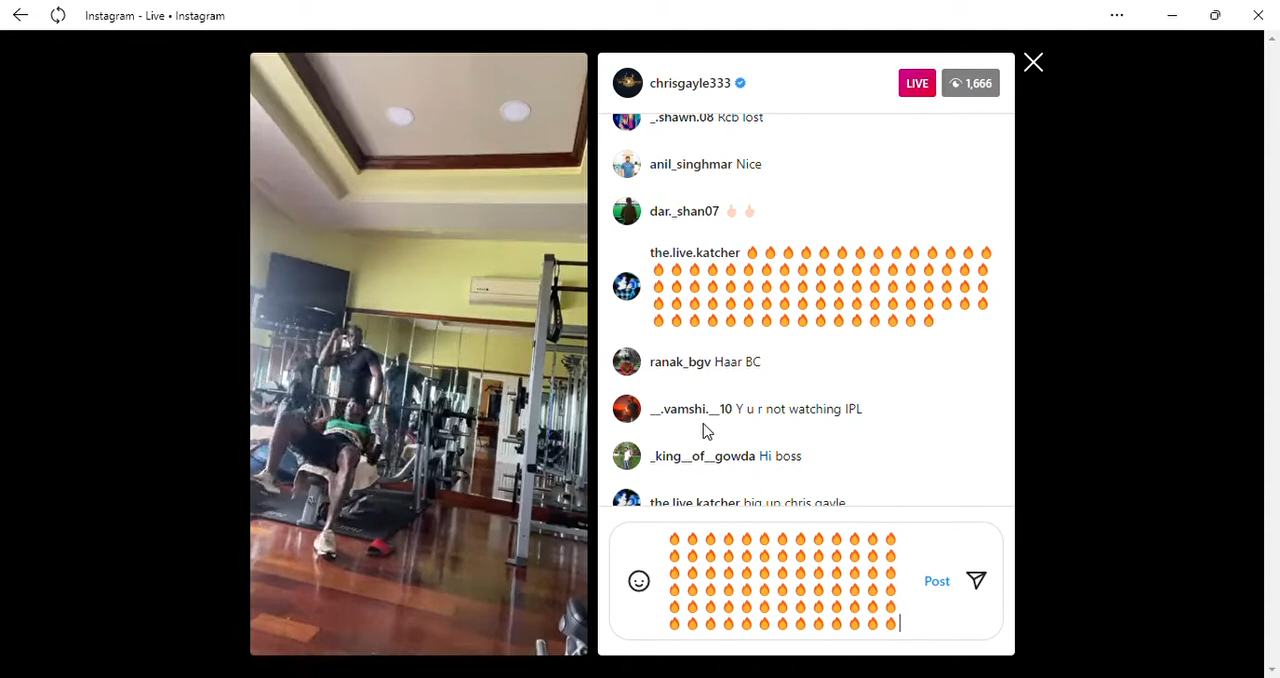 Instagram - Live • Instagram
chrisgayle333
LIVE
1,666
_.shawn.08 Rcb lost
anil_singhmar Nice
dar._shan07 👆🏻👆🏻
the.live.katcher 🔥🔥🔥🔥🔥🔥🔥🔥🔥🔥🔥🔥🔥🔥
🔥🔥🔥🔥🔥🔥🔥🔥🔥🔥🔥🔥🔥🔥🔥🔥🔥🔥🔥
🔥🔥🔥🔥🔥🔥🔥🔥🔥🔥🔥🔥🔥🔥🔥🔥🔥🔥🔥
🔥🔥🔥🔥🔥🔥🔥🔥🔥🔥🔥🔥🔥🔥🔥🔥🔥🔥🔥
🔥🔥🔥🔥🔥🔥🔥🔥🔥🔥🔥🔥🔥🔥🔥🔥
ranak_bgv Haar BC
__.vamshi.__10 Y u r not watching IPL
_king__of__gowda Hi boss
the.live.katcher big up chris gayle
🔥🔥🔥🔥🔥🔥🔥🔥🔥🔥🔥🔥🔥
🔥🔥🔥🔥🔥🔥🔥🔥🔥🔥🔥🔥🔥
🔥🔥🔥🔥🔥🔥🔥🔥🔥🔥🔥🔥🔥
🔥🔥🔥🔥🔥🔥🔥🔥🔥🔥🔥🔥🔥
🔥🔥🔥🔥🔥🔥🔥🔥🔥🔥🔥🔥🔥
🔥🔥🔥🔥🔥🔥🔥🔥🔥🔥🔥🔥🔥
Post